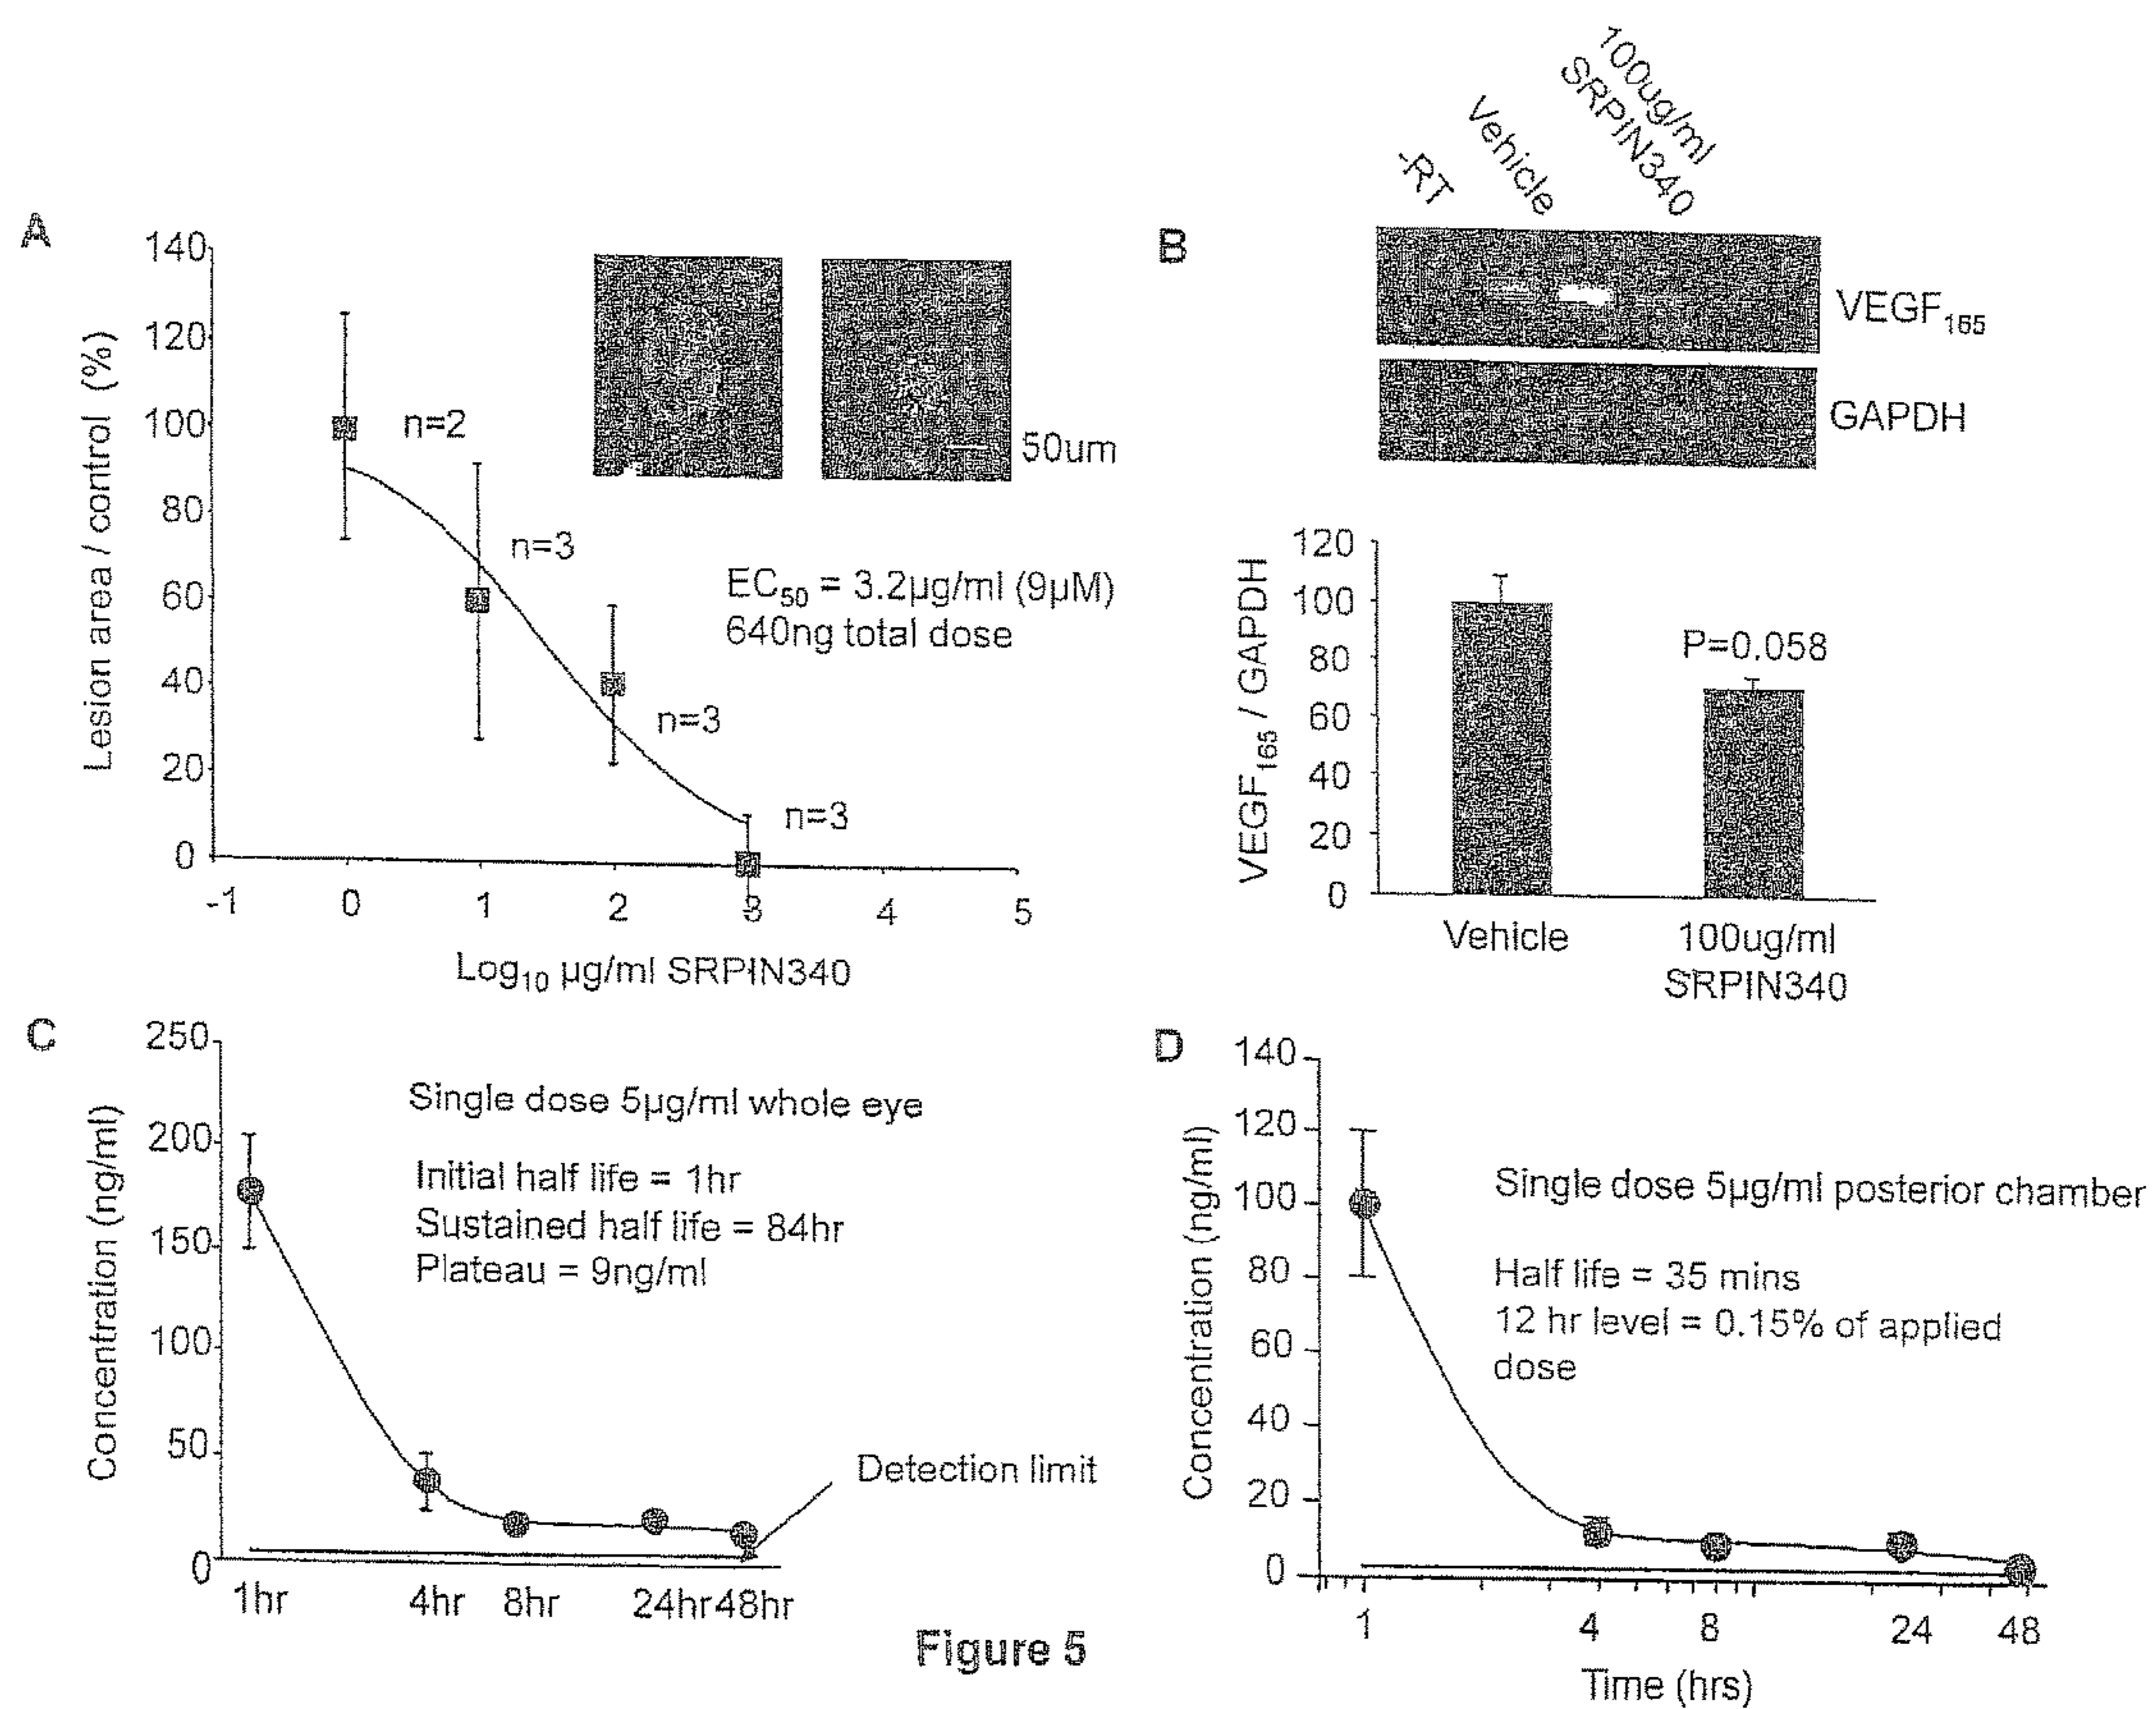 A
140
120
100
80
60
40
20
0
Lesion area / control (%)
n=2
n=3
n=3
n=3
50um
EC50 = 3.2µg/ml (9µM)
640ng total dose
-1 0 1 2 3 4 5
Log10 µg/ml SRPIN340
B
-RT
Vehicle
100ug/ml
SRPIN340
VEGF165
GAPDH
120
100
80
60
40
20
0
VEGF165 / GAPDH
P=0.058
Vehicle
100ug/ml
SRPIN340
C
250
200
150
100
50
0
Concentration (ng/ml)
Single dose 5µg/ml whole eye
Initial half life = 1hr
Sustained half life = 84hr
Plateau = 9ng/ml
Detection limit
1hr 4hr 8hr 24hr 48hr
D
140
120
100
80
60
40
20
0
Concentration (ng/ml)
Single dose 5µg/ml posterior chamber
Half life = 35 mins
12 hr level = 0.15% of applied
dose
1 4 8 24 48
Time (hrs)
Figure 5